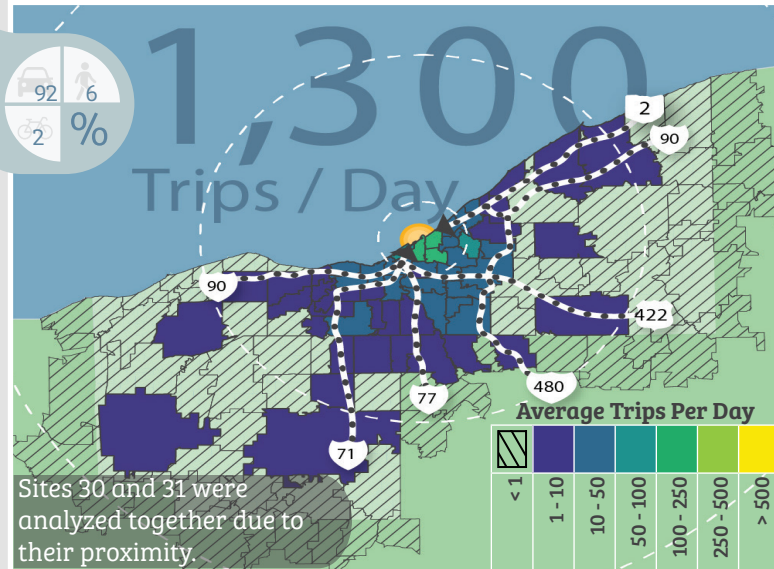 1,300
Trips / Day
92
6
2
%
2
90
90
422
480
77
71
Average Trips Per Day
< 1
1 - 10
10 - 50
50 - 100
100 - 250
250 - 500
> 500
Sites 30 and 31 were
analyzed together due to
their proximity.